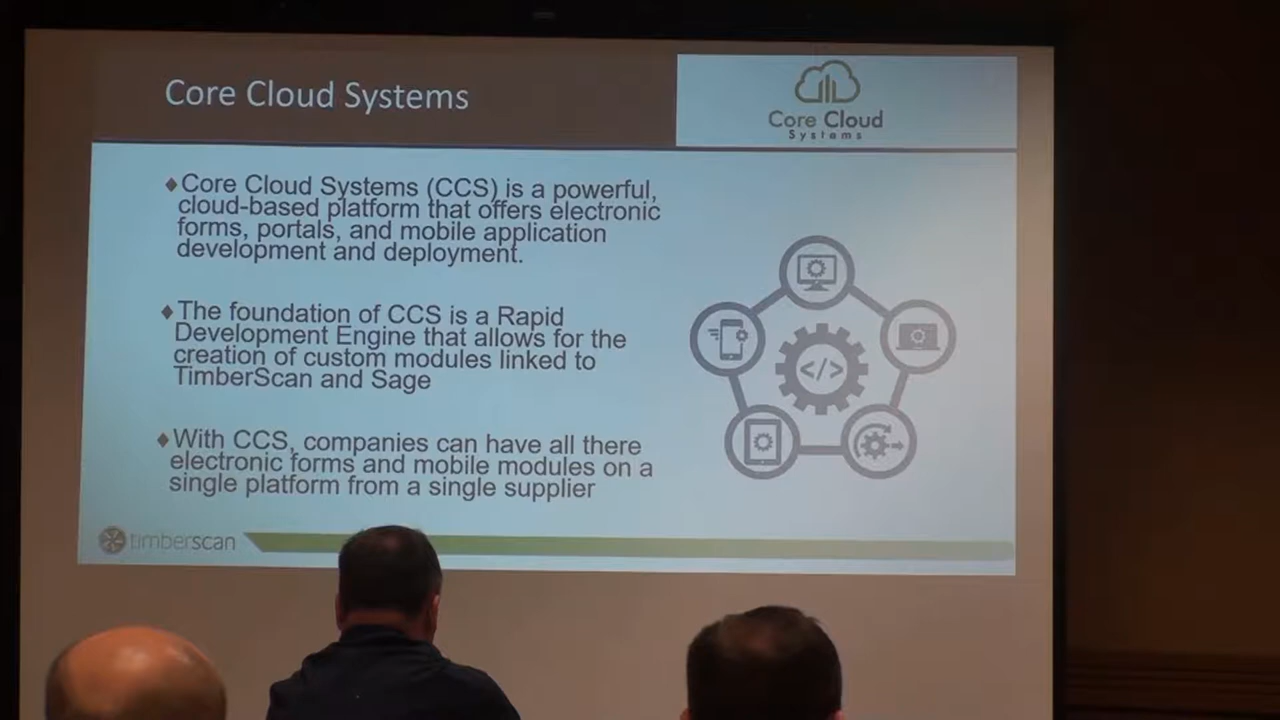 Core Cloud Systems
Core Cloud
Systems
Core Cloud Systems (CCS) is a powerful,
cloud-based platform that offers electronic
forms, portals, and mobile application
development and deployment.
The foundation of CCS is a Rapid
Development Engine that allows for the
creation of custom modules linked to
TimberScan and Sage
</>
With CCS, companies can have all there
electronic forms and mobile modules on a
single platform from a single supplier
timberscan